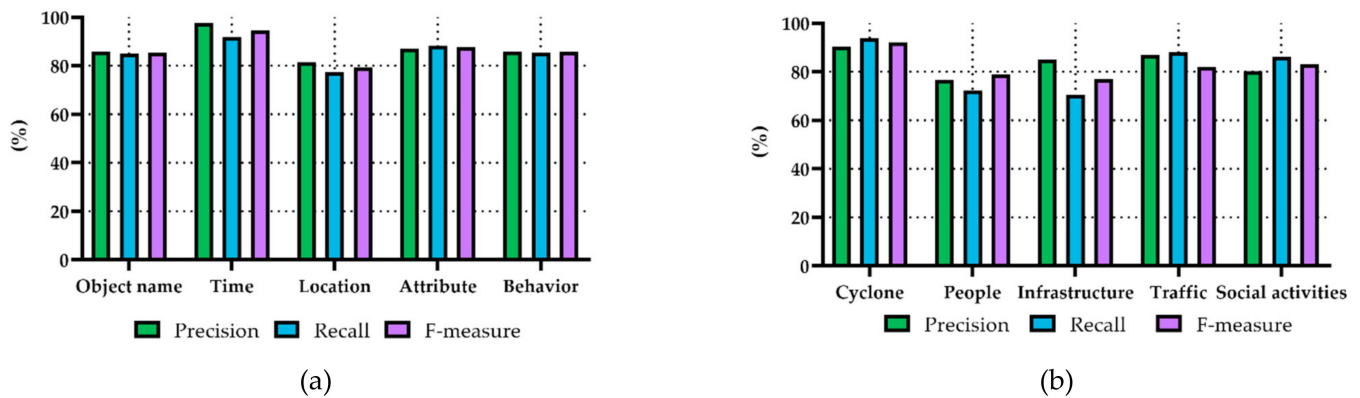 100
80
60
40
20
0
(%)
Object name Time Location Attribute Behavior
Precision Recall F-measure
(a)
100
80
60
40
20
0
(%)
Cyclone People Infrastructure Traffic Social activities
Precision Recall F-measure
(b)